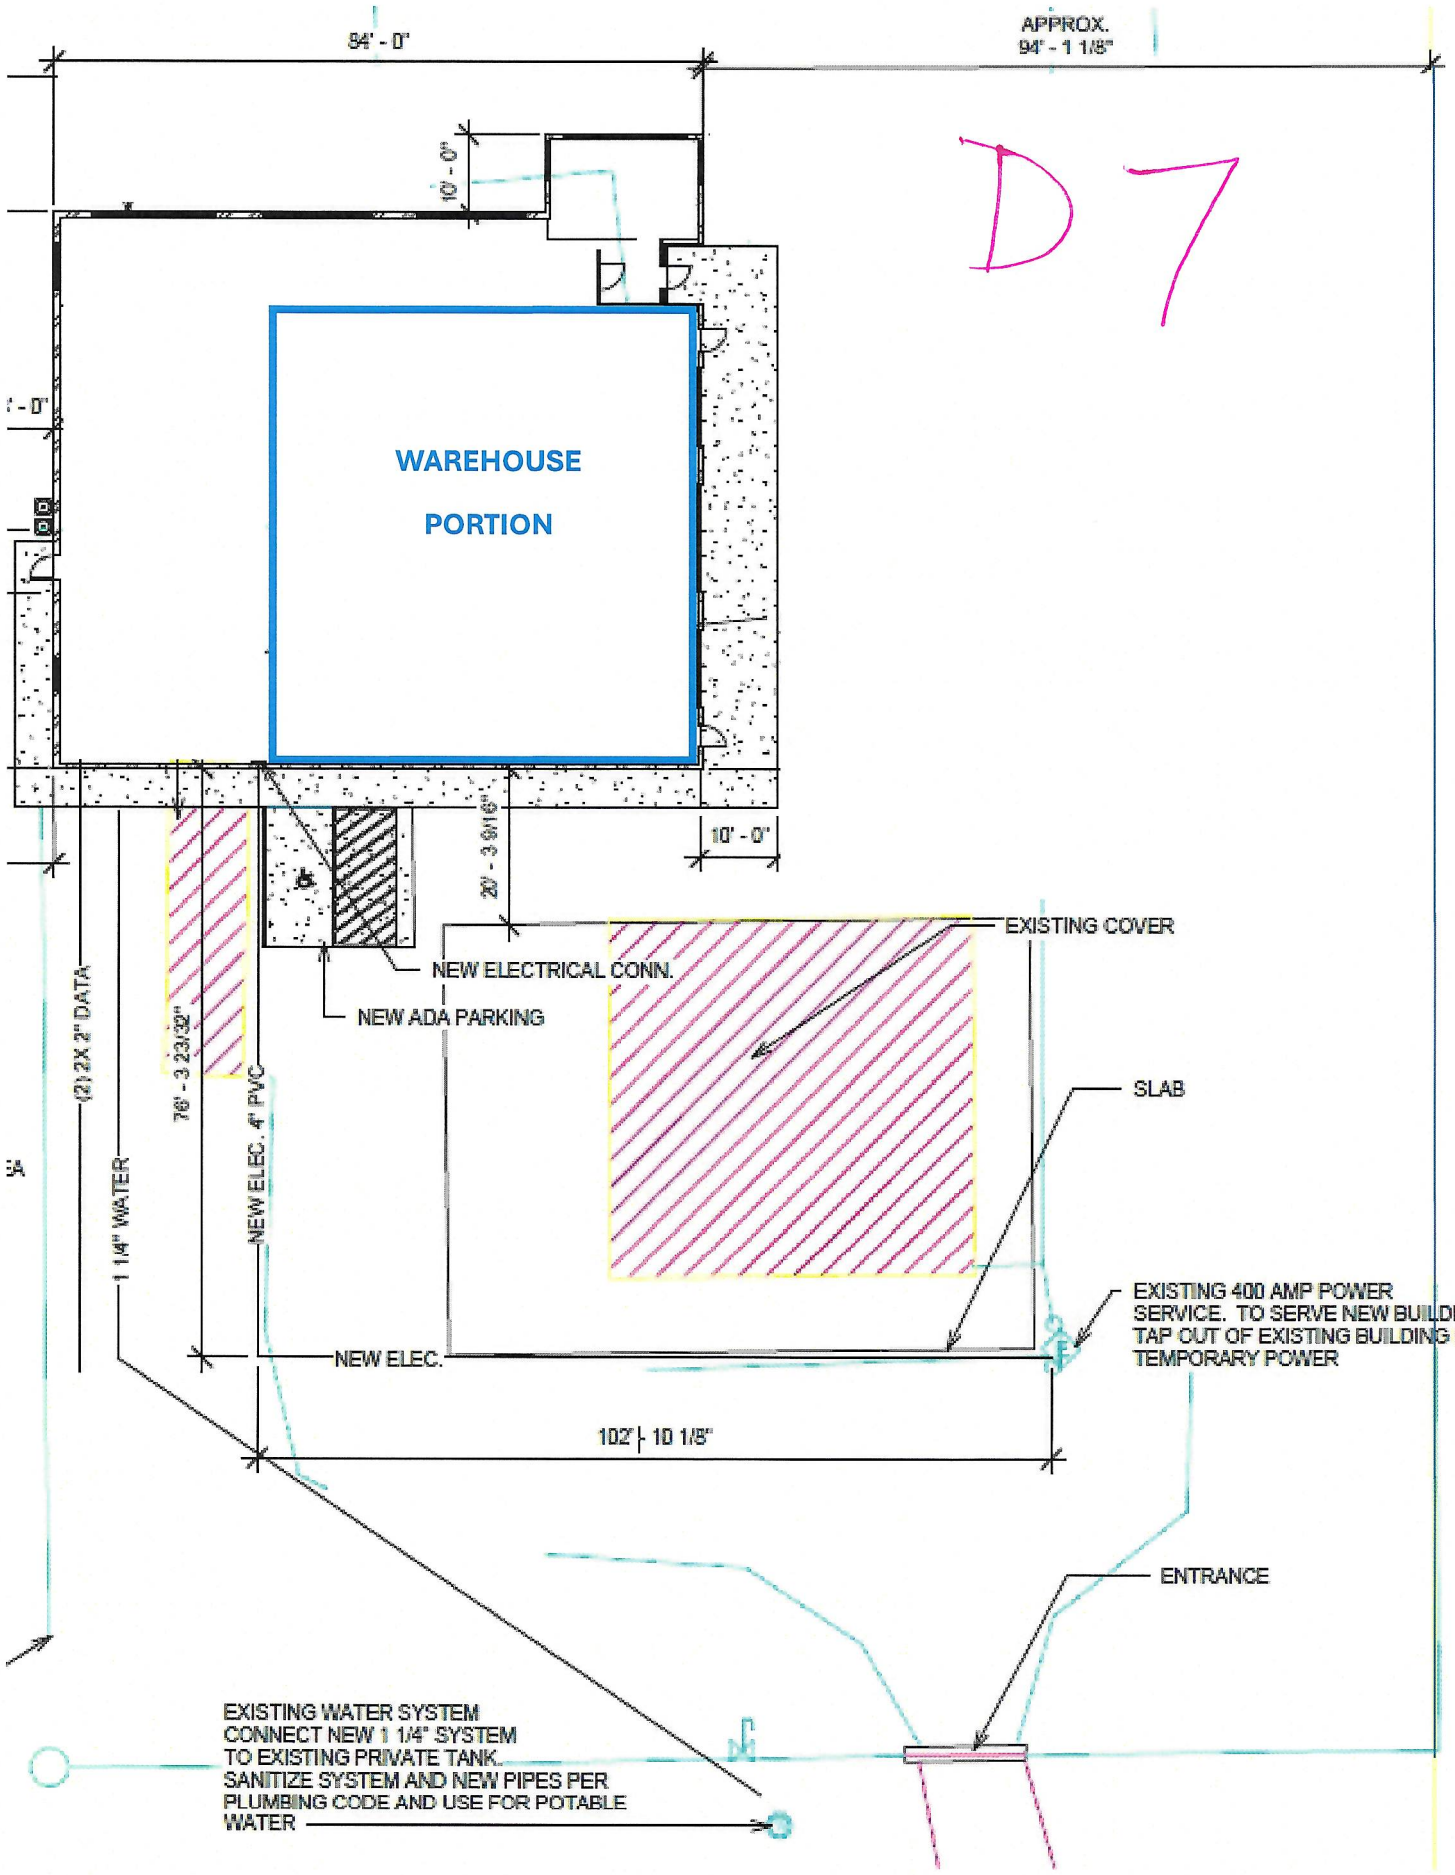 84' - 0"
APPROX.
94' - 1 1/8"
10' - 0"
D 7
' - 0"
WAREHOUSE
PORTION
20' - 3 9/16"
10' - 0"
EXISTING COVER
NEW ELECTRICAL CONN.
NEW ADA PARKING
(2) 2X 2" DATA
76' - 3 23/32"
SLAB
NEW ELEC. 4" PVC
1 1/4" WATER
EA
EXISTING 400 AMP POWER
SERVICE. TO SERVE NEW BUILDI
TAP OUT OF EXISTING BUILDING
TEMPORARY POWER
NEW ELEC.
102' - 10 1/8"
ENTRANCE
EXISTING WATER SYSTEM
CONNECT NEW 1 1/4" SYSTEM
TO EXISTING PRIVATE TANK.
SANITIZE SYSTEM AND NEW PIPES PER
PLUMBING CODE AND USE FOR POTABLE
WATER